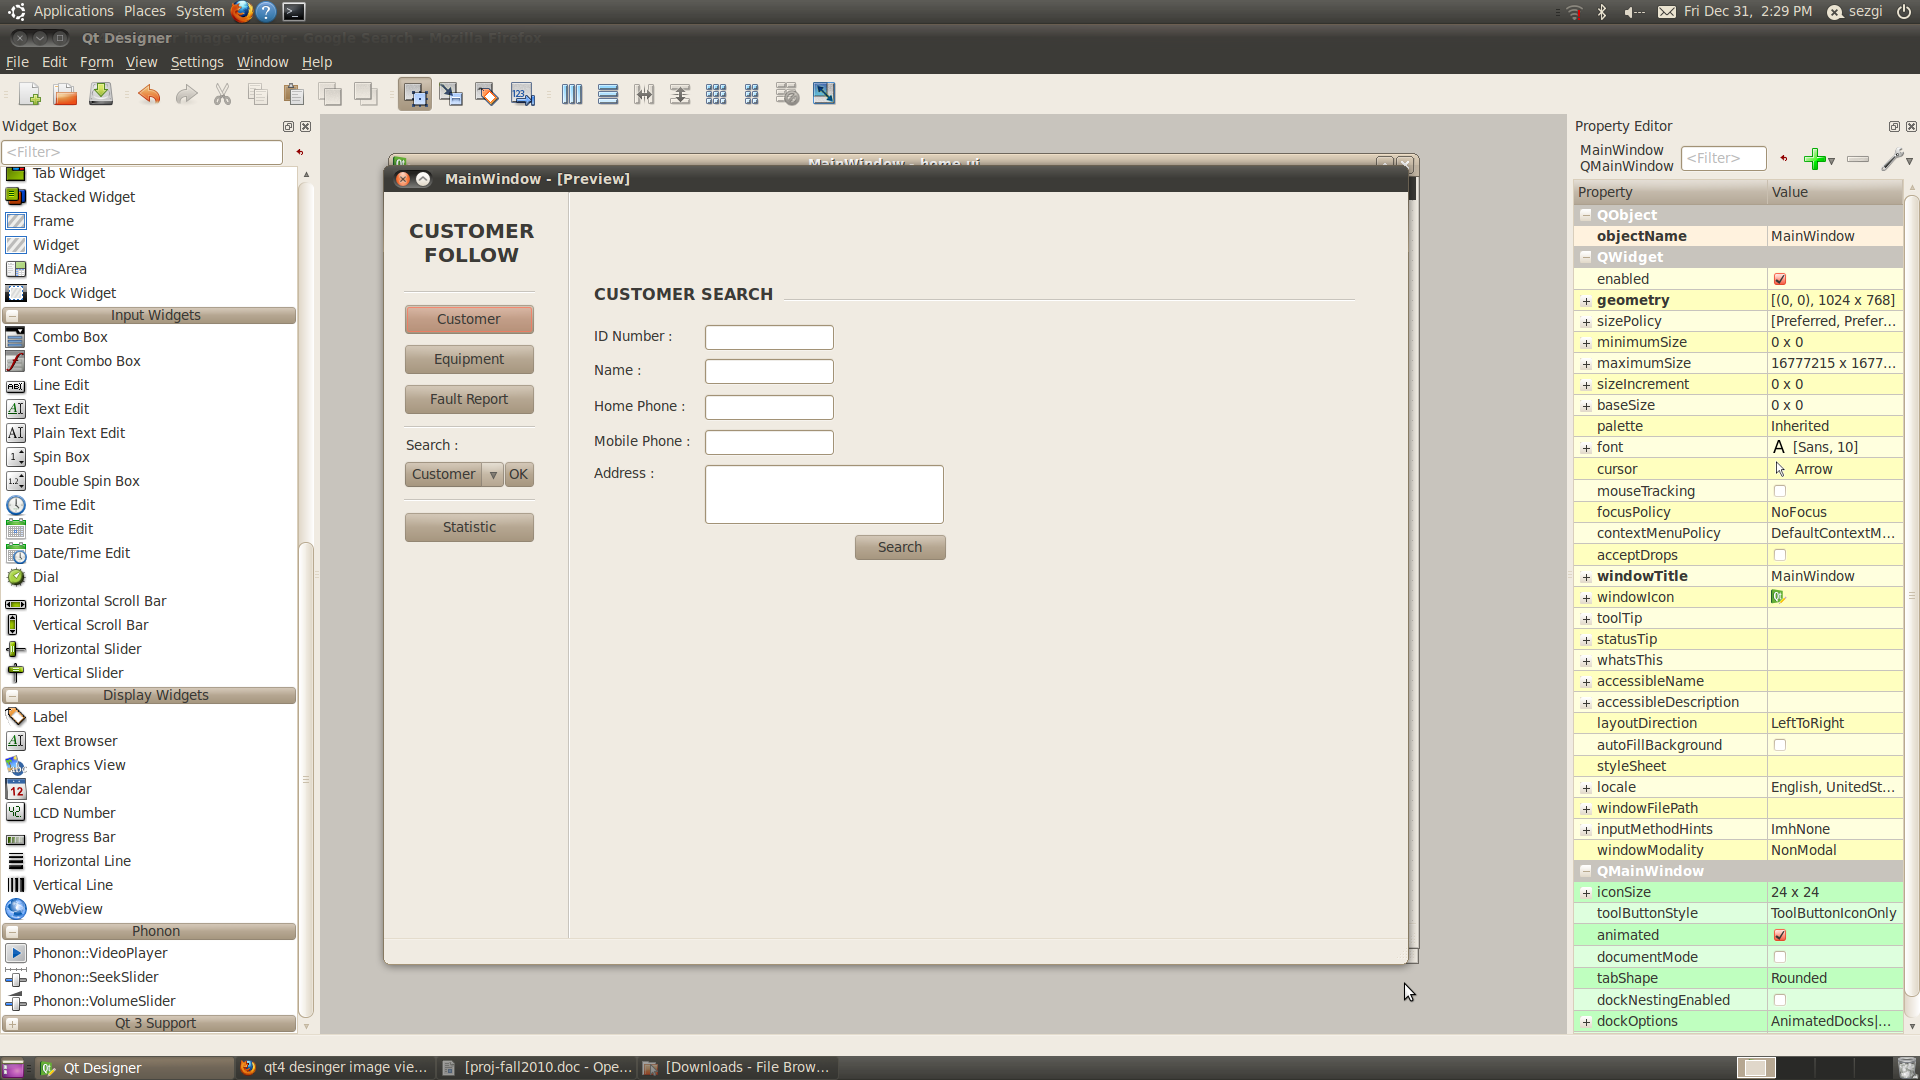 Applications Places System
Fri Dec 31, 2:29 PM sezgi
Qt Designer
File Edit Form View Settings Window Help
Widget Box
<Filter>
Tab Widget
Stacked Widget
Frame
Widget
MdiArea
Dock Widget
Input Widgets
Combo Box
Font Combo Box
Line Edit
Text Edit
Plain Text Edit
Spin Box
Double Spin Box
Time Edit
Date Edit
Date/Time Edit
Dial
Horizontal Scroll Bar
Vertical Scroll Bar
Horizontal Slider
Vertical Slider
Display Widgets
Label
Text Browser
Graphics View
Calendar
LCD Number
Progress Bar
Horizontal Line
Vertical Line
QWebView
Phonon
Phonon::VideoPlayer
Phonon::SeekSlider
Phonon::VolumeSlider
Qt 3 Support
MainWindow - home.ui
MainWindow - [Preview]
CUSTOMER
FOLLOW
Customer
Equipment
Fault Report
Search :
Customer OK
Statistic
CUSTOMER SEARCH
ID Number :
Name :
Home Phone :
Mobile Phone :
Address :
Search
Property Editor
MainWindow
QMainWindow
<Filter>
Property Value
QObject
objectName MainWindow
QWidget
enabled
geometry [(0, 0), 1024 x 768]
sizePolicy [Preferred, Prefer...
minimumSize 0 x 0
maximumSize 16777215 x 1677...
sizeIncrement 0 x 0
baseSize 0 x 0
palette Inherited
font A [Sans, 10]
cursor Arrow
mouseTracking
focusPolicy NoFocus
contextMenuPolicy DefaultContextM...
acceptDrops
windowTitle MainWindow
windowIcon
toolTip
statusTip
whatsThis
accessibleName
accessibleDescription
layoutDirection LeftToRight
autoFillBackground
styleSheet
locale English, UnitedSt...
windowFilePath
inputMethodHints ImhNone
windowModality NonModal
QMainWindow
iconSize 24 x 24
toolButtonStyle ToolButtonIconOnly
animated
documentMode
tabShape Rounded
dockNestingEnabled
dockOptions AnimatedDocks|...
Qt Designer
qt4 desinger image vie...
[proj-fall2010.doc - Ope...
[Downloads - File Brow...